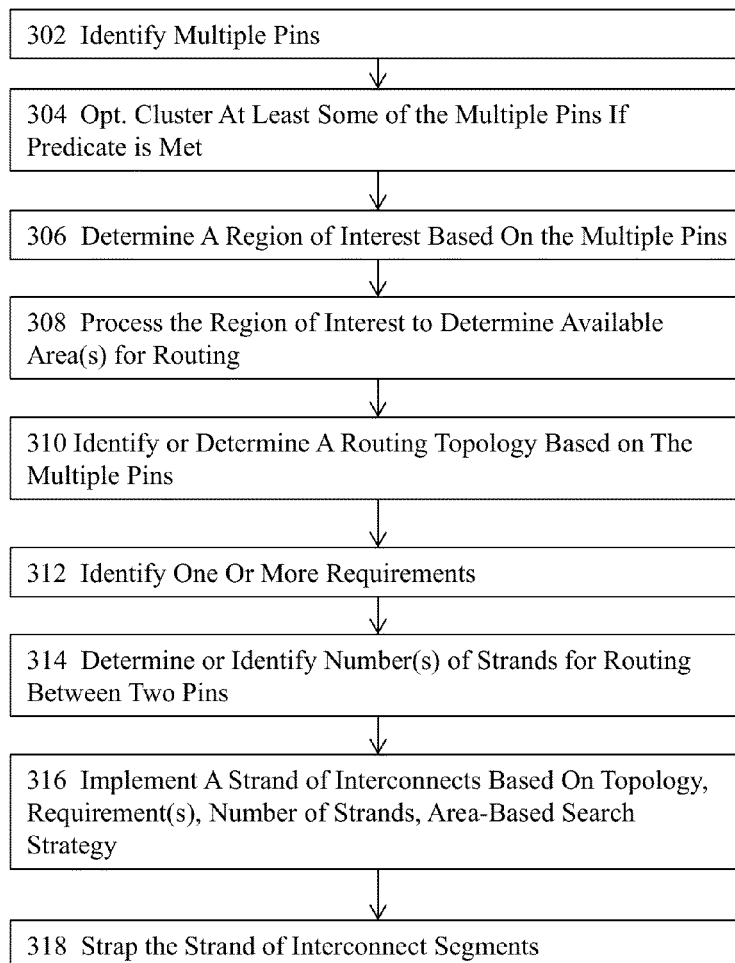 302 Identify Multiple Pins
304 Opt. Cluster At Least Some of the Multiple Pins If
Predicate is Met
306 Determine A Region of Interest Based On the Multiple Pins
308 Process the Region of Interest to Determine Available
Area(s) for Routing
310 Identify or Determine A Routing Topology Based on The
Multiple Pins
312 Identify One Or More Requirements
314 Determine or Identify Number(s) of Strands for Routing
Between Two Pins
316 Implement A Strand of Interconnects Based On Topology,
Requirement(s), Number of Strands, Area-Based Search
Strategy
318 Strap the Strand of Interconnect Segments